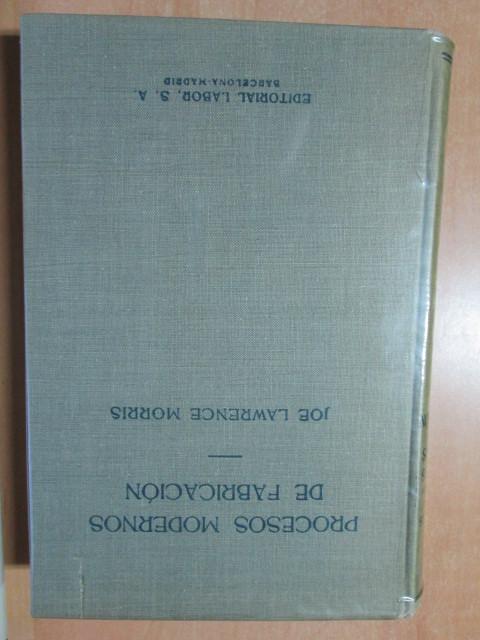 PROCESOS MODERNOS
DE FABRICACIÓN
JOE LAWRENCE MORRIS
EDITORIAL LABOR, S. A.
BARCELONA-MADRID